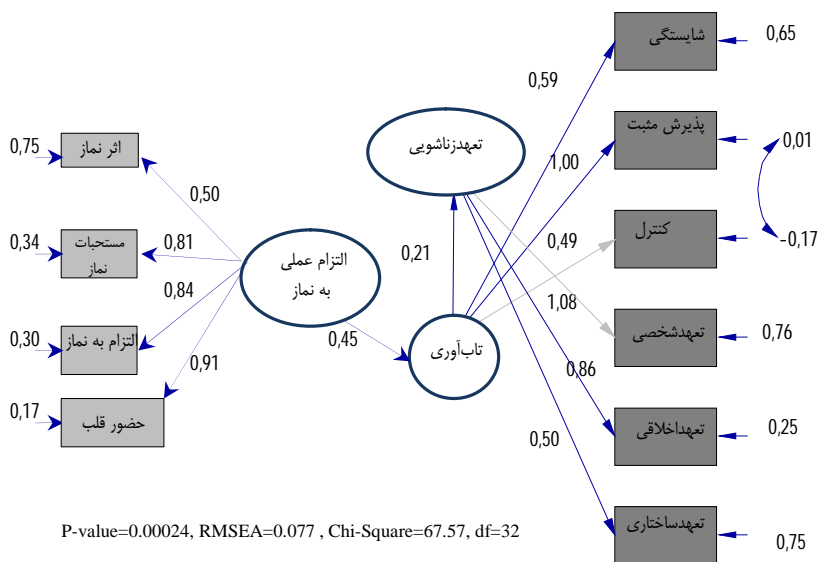 شایستگی
0,65
0,59
پذیرش مثبت
0,01
تعهدزناشویی
1,00
اثر نماز
0,75
0,50
کنترل
-0,17
0,49
مستحبات
نماز
0,34
0,81
التزام عملی
به نماز
0,21
0,84
1,08
تعهدشخصی
0,76
التزام به نماز
0,30
0,45
تاب‌آوری
0,91
0,86
حضور قلب
0,17
تعهداخلاقی
0,25
0,50
تعهدساختاری
0,75
P-value=0.00024, RMSEA=0.077 , Chi-Square=67.57, df=32